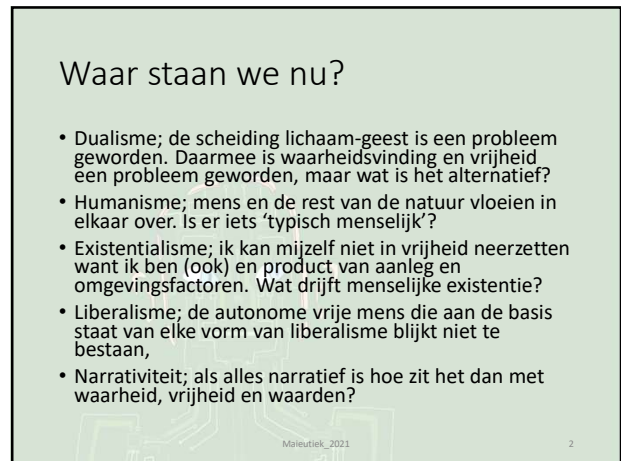 Waar staan we nu?
• Dualisme; de scheiding lichaam-geest is een probleem
geworden. Daarmee is waarheidsvinding en vrijheid
een probleem geworden, maar wat is het alternatief?
• Humanisme; mens en de rest van de natuur vloeien in
elkaar over. Is er iets ‘typisch menselijk’?
• Existentialisme; ik kan mijzelf niet in vrijheid neerzetten
want ik ben (ook) en product van aanleg en
omgevingsfactoren. Wat drijft menselijke existentie?
• Liberalisme; de autonome vrije mens die aan de basis
staat van elke vorm van liberalisme blijkt niet te
bestaan,
• Narrativiteit; als alles narratief is hoe zit het dan met
waarheid, vrijheid en waarden?
Maieutiek_2021
2